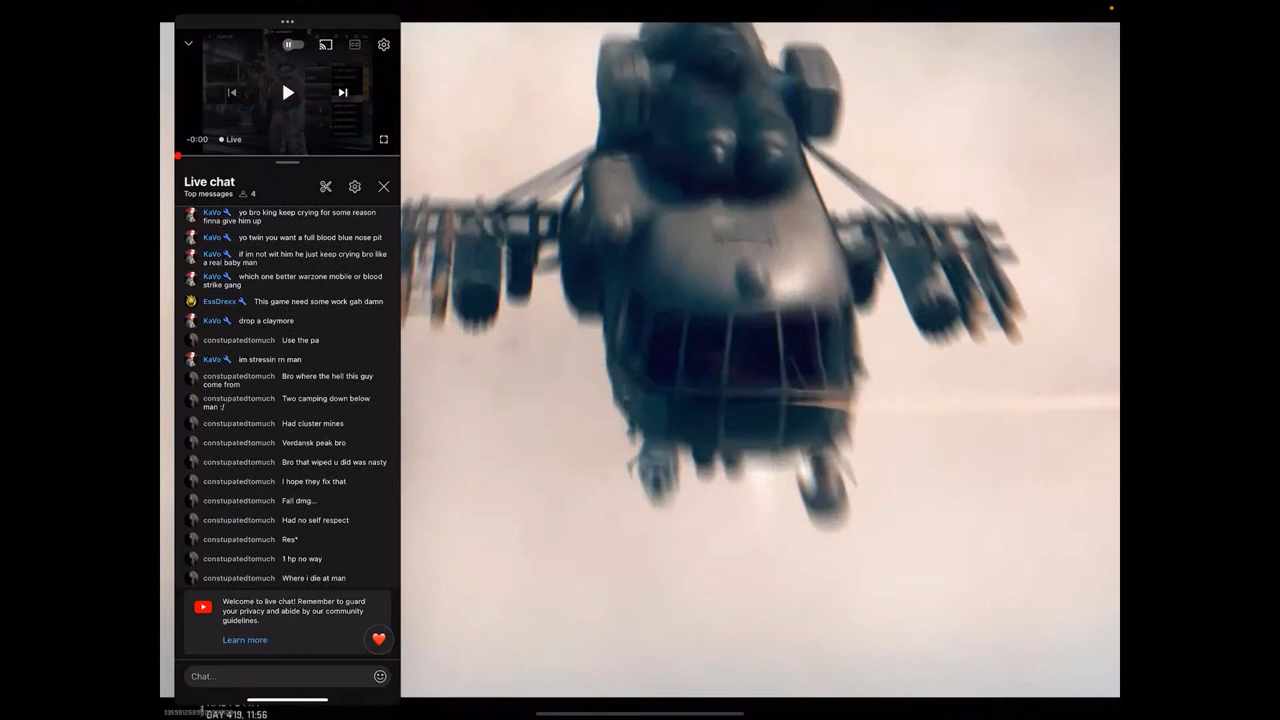 -0:00 Live
Live chat
Top messages 4
KaVo yo bro king keep crying for some reason
finna give him up
KaVo yo twin you want a full blood blue nose pit
KaVo if im not wit him he just keep crying bro like
a real baby man
KaVo which one better warzone mobile or blood
strike gang
EssDrexx This game need some work gah damn
KaVo drop a claymore
constupatedtomuch Use the pa
KaVo im stressin rn man
constupatedtomuch Bro where the hell this guy
come from
constupatedtomuch Two camping down below
man :/
constupatedtomuch Had cluster mines
constupatedtomuch Verdansk peak bro
constupatedtomuch Bro that wiped u did was nasty
constupatedtomuch I hope they fix that
constupatedtomuch Fall dmg...
constupatedtomuch Had no self respect
constupatedtomuch Res*
constupatedtomuch 1 hp no way
constupatedtomuch Where i die at man
Welcome to live chat! Remember to guard
your privacy and abide by our community
guidelines.
Learn more
Chat...
DAY 419, 11:56